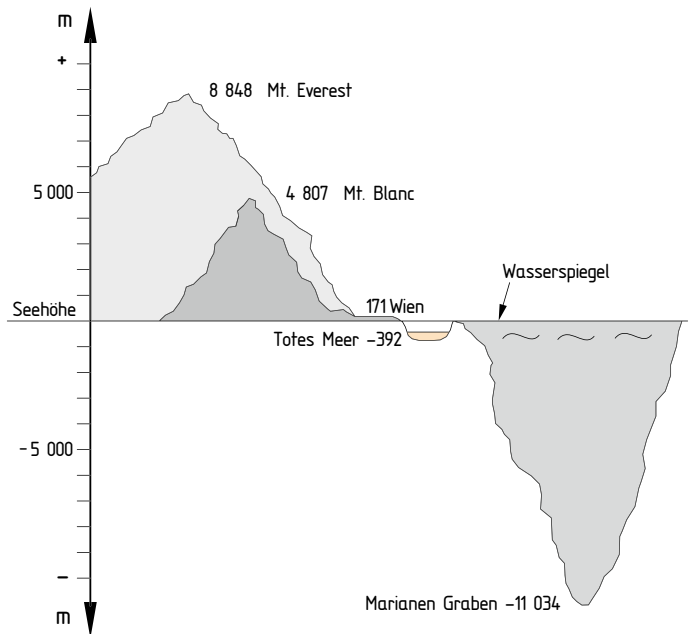 m
+
8 848 Mt. Everest
5 000
4 807 Mt. Blanc
Wasserspiegel
Seehöhe
171 Wien
Totes Meer -392
-5 000
-
Marianen Graben -11 034
m